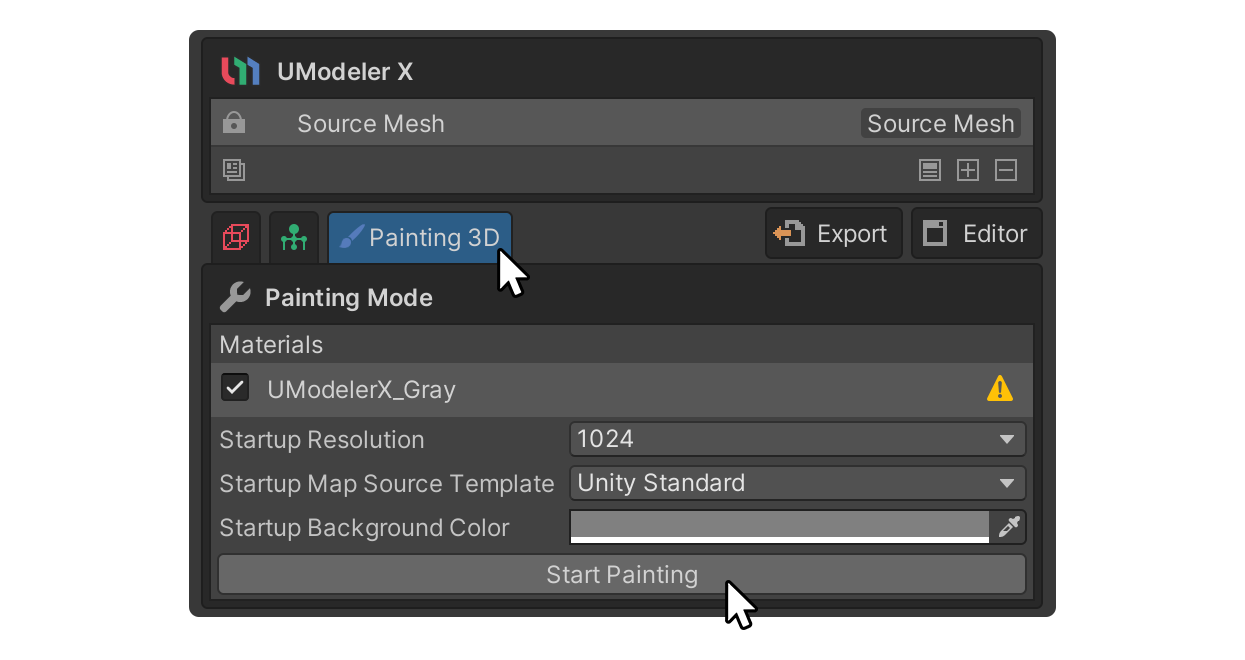 UModeler X
Source Mesh Source Mesh
Painting 3D Export Editor
Painting Mode
Materials
UModelerX_Gray
Startup Resolution 1024
Startup Map Source Template Unity Standard
Startup Background Color
Start Painting